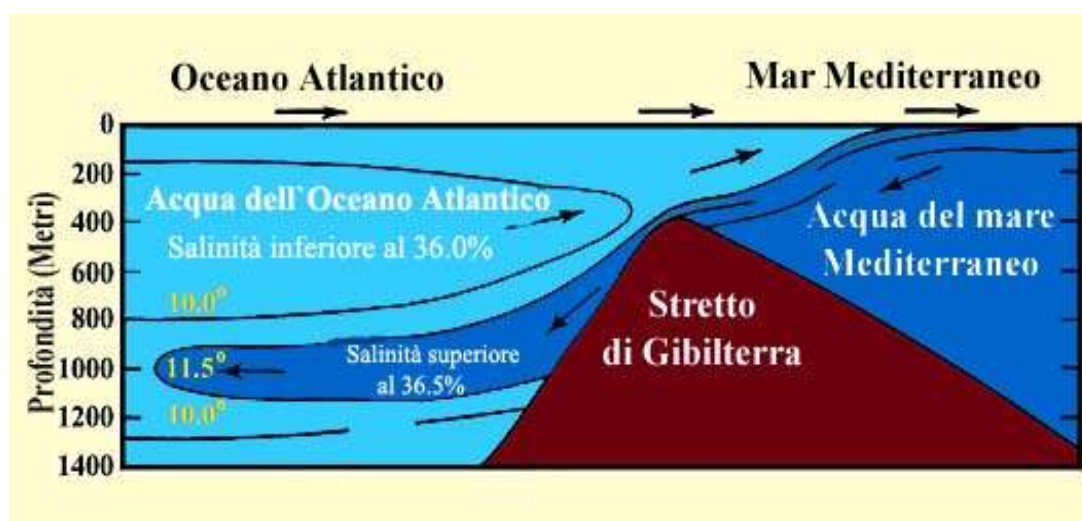 Oceano Atlantico
Mar Mediterraneo
Profondità (Metri)
0
200
400
600
800
1000
1200
1400
Acqua dell`Oceano Atlantico
Salinità inferiore al 36.0%
10.0°
Salinità superiore
al 36.5%
11.5°
10.0°
Stretto
di Gibilterra
Acqua del mare
Mediterraneo